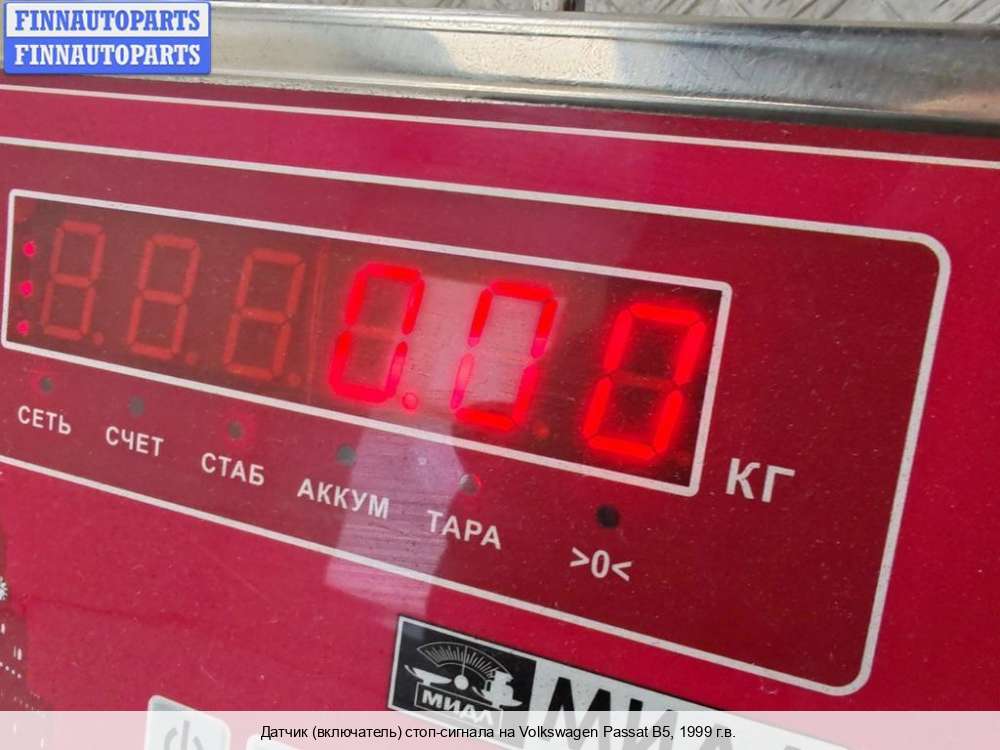 FINNAUTOPARTS
FINNAUTOPARTS
0.00
КГ
СЕТЬ
СЧЕТ
СТАБ
АККУМ
ТАРА
>0<
МИДЛ
Датчик (включатель) стоп-сигнала на Volkswagen Passat B5, 1999 г.в.